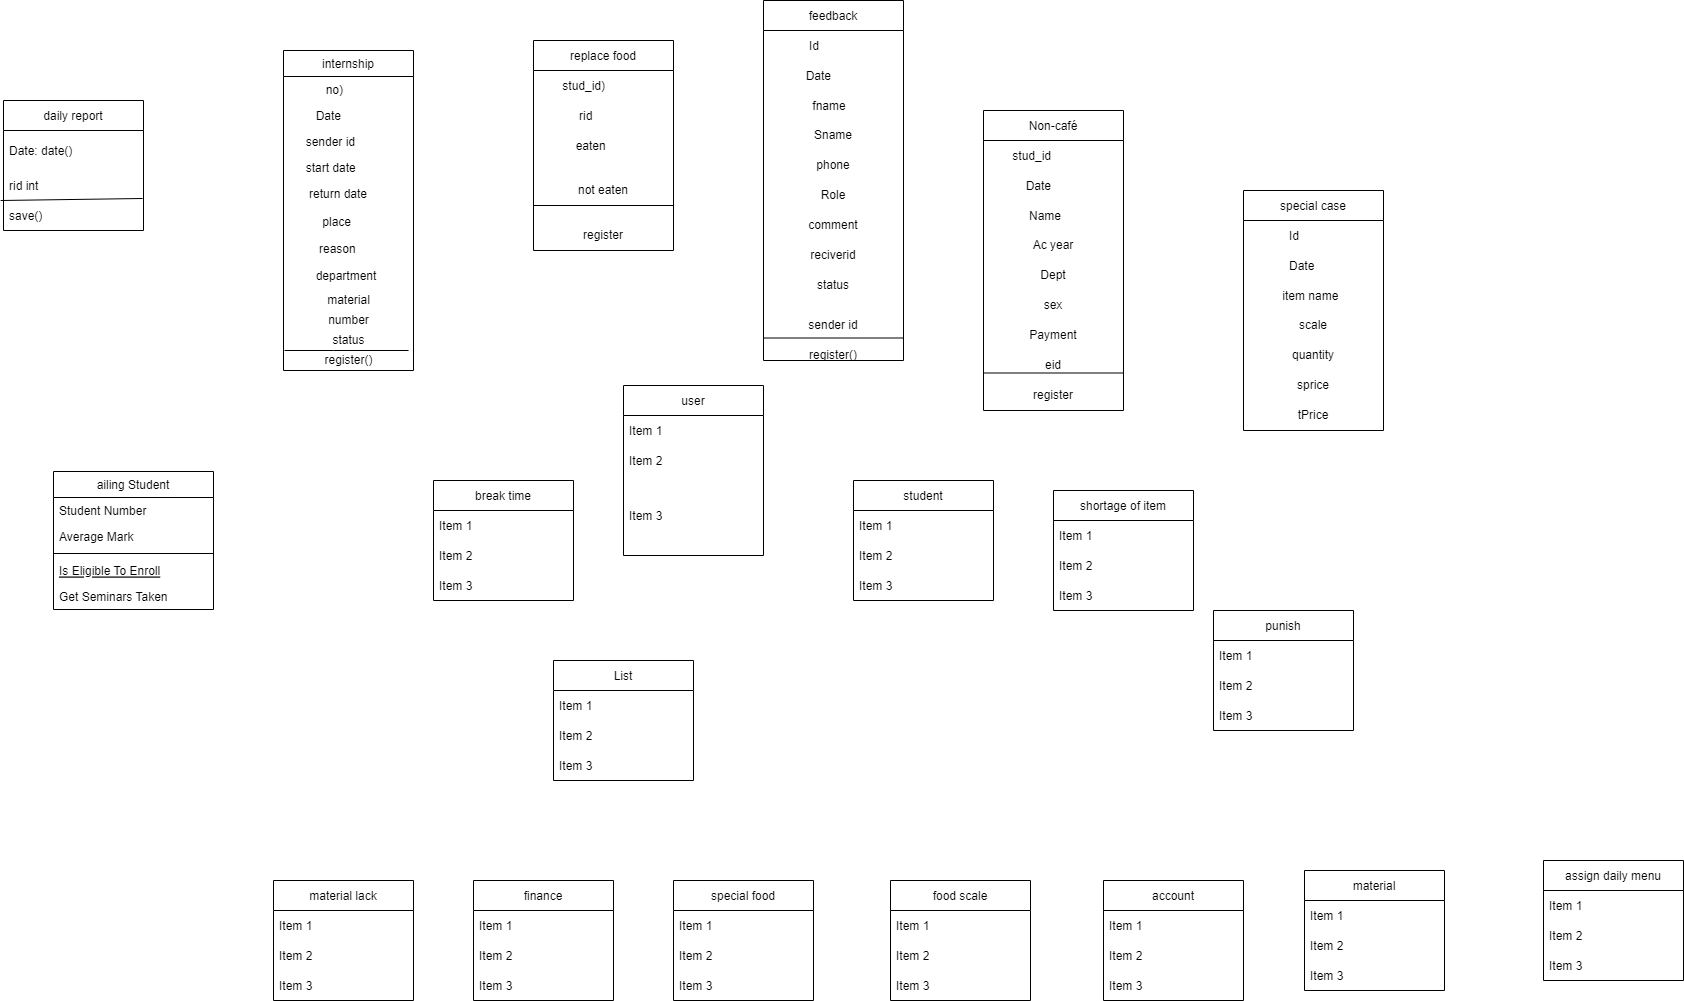 feedback
Id
Date
fname
Sname
phone
Role
comment
reciverid
status
sender id
register()
replace food
stud_id)
rid
eaten
not eaten
register
internship
no)
Date
sender id
start date
return date
place
reason
department
material
number
status
register()
daily report
Date: date()
rid int
save()
Non-café
stud_id
Date
Name
Ac year
Dept
sex
Payment
eid
register
special case
Id
Date
item name
scale
quantity
sprice
tPrice
user
Item 1
Item 2
Item 3
ailing Student
Student Number
Average Mark
Is Eligible To Enroll
Get Seminars Taken
break time
Item 1
Item 2
Item 3
student
Item 1
Item 2
Item 3
shortage of item
Item 1
Item 2
Item 3
punish
Item 1
Item 2
Item 3
List
Item 1
Item 2
Item 3
material lack
Item 1
Item 2
Item 3
finance
Item 1
Item 2
Item 3
special food
Item 1
Item 2
Item 3
food scale
Item 1
Item 2
Item 3
account
Item 1
Item 2
Item 3
material
Item 1
Item 2
Item 3
assign daily menu
Item 1
Item 2
Item 3